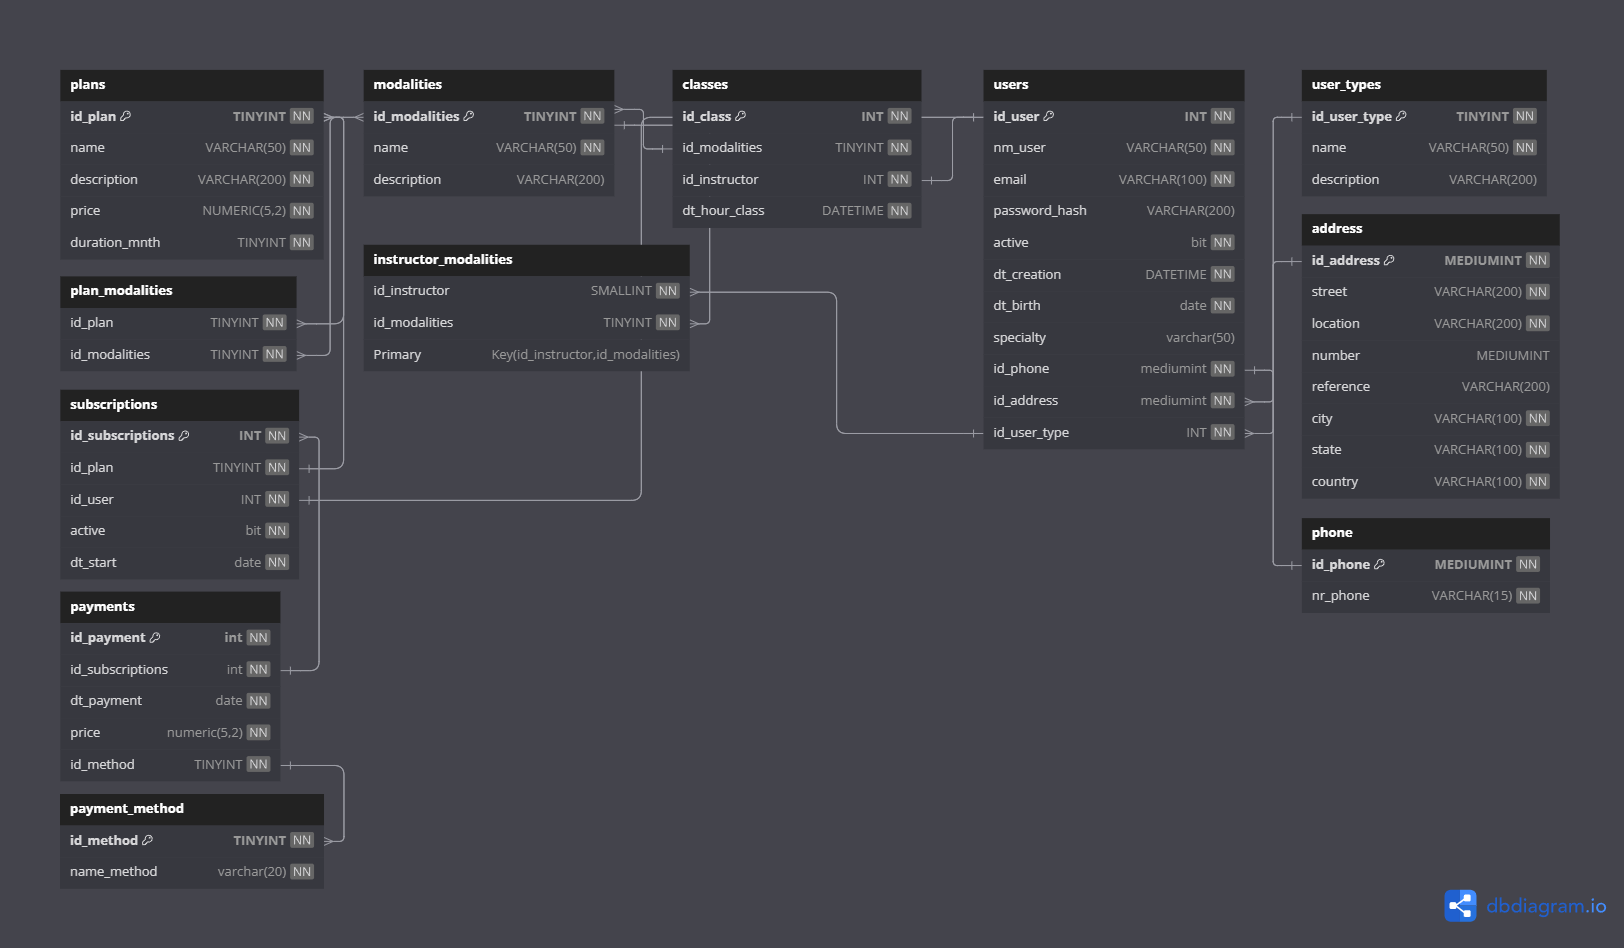 plans
id_plan TINYINT NN
name VARCHAR(50) NN
description VARCHAR(200) NN
price NUMERIC(5,2) NN
duration_mnth TINYINT NN
plan_modalities
id_plan TINYINT NN
id_modalities TINYINT NN
subscriptions
id_subscriptions INT NN
id_plan TINYINT NN
id_user INT NN
active bit NN
dt_start date NN
payments
id_payment int NN
id_subscriptions int NN
dt_payment date NN
price numeric(5,2) NN
id_method TINYINT NN
payment_method
id_method TINYINT NN
name_method varchar(20) NN
modalities
id_modalities TINYINT NN
name VARCHAR(50) NN
description VARCHAR(200)
instructor_modalities
id_instructor SMALLINT NN
id_modalities TINYINT NN
Primary Key(id_instructor,id_modalities)
classes
id_class INT NN
id_modalities TINYINT NN
id_instructor INT NN
dt_hour_class DATETIME NN
users
id_user INT NN
nm_user VARCHAR(50) NN
email VARCHAR(100) NN
password_hash VARCHAR(200)
active bit NN
dt_creation DATETIME NN
dt_birth date NN
specialty varchar(50)
id_phone mediumint NN
id_address mediumint NN
id_user_type INT NN
user_types
id_user_type TINYINT NN
name VARCHAR(50) NN
description VARCHAR(200)
address
id_address MEDIUMINT NN
street VARCHAR(200) NN
location VARCHAR(200) NN
number MEDIUMINT
reference VARCHAR(200)
city VARCHAR(100) NN
state VARCHAR(100) NN
country VARCHAR(100) NN
phone
id_phone MEDIUMINT NN
nr_phone VARCHAR(15) NN
dbdiagram.io